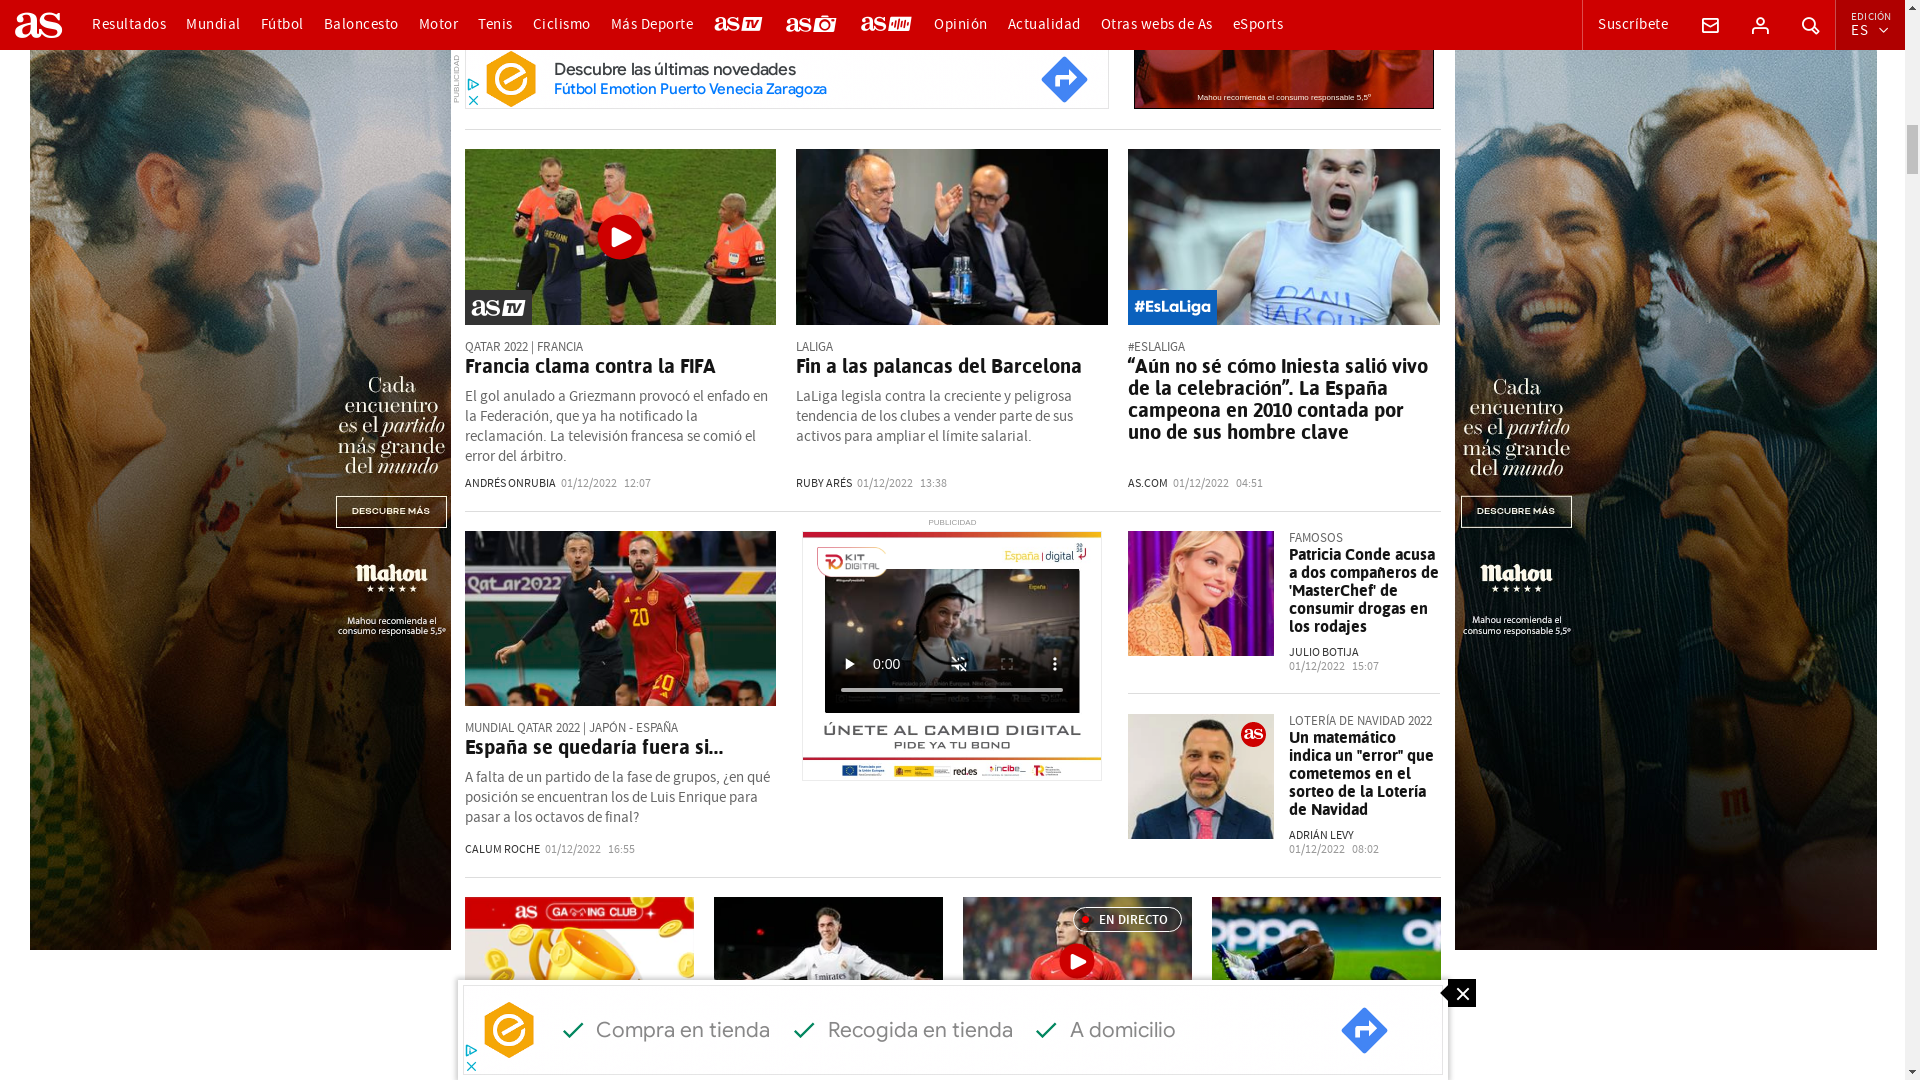 as Resultados Mundial Fútbol Baloncesto Motor Tenis Ciclismo Más Deporte as TV as as Opinión Actualidad Otras webs de As eSports Suscríbete EDICIÓN ES
PUBLICIDAD
Descubre las últimas novedades
Fútbol Emotion Puerto Venecia Zaragoza
Mahou recomienda el consumo responsable 5,5º
Cada
encuentro
es el partido
más grande
del mundo
DESCUBRE MÁS
Mahou
Mahou recomienda el
consumo responsable 5,5º
GRIEZMANN
7
as TV
QATAR 2022 | FRANCIA
Francia clama contra la FIFA
El gol anulado a Griezmann provocó el enfado en
la Federación, que ya ha notificado la
reclamación. La televisión francesa se comió el
error del árbitro.
ANDRÉS ONRUBIA 01/12/2022 12:07
LALIGA
Fin a las palancas del Barcelona
LaLiga legisla contra la creciente y peligrosa
tendencia de los clubes a vender parte de sus
activos para ampliar el límite salarial.
RUBY ARÉS 01/12/2022 13:38
DANI
JARQUE
#EsLaLiga
#ESLALIGA
“Aún no sé cómo Iniesta salió vivo
de la celebración”. La España
campeona en 2010 contada por
uno de sus hombre clave
AS.COM 01/12/2022 04:51
Cada
encuentro
es el partido
más grande
del mundo
DESCUBRE MÁS
Mahou
Mahou recomienda el
consumo responsable 5,5º
Qatar2022
20
20
MUNDIAL QATAR 2022 | JAPÓN - ESPAÑA
España se quedaría fuera si...
A falta de un partido de la fase de grupos, ¿en qué
posición se encuentran los de Luis Enrique para
pasar a los octavos de final?
CALUM ROCHE 01/12/2022 16:55
PUBLICIDAD
KIT
DIGITAL
España | digital
0:00
ÚNETE AL CAMBIO DIGITAL
PIDE YA TU BONO
red.es
incibe
FAMOSOS
Patricia Conde acusa
a dos compañeros de
'MasterChef' de
consumir drogas en
los rodajes
JULIO BOTIJA
01/12/2022 15:07
as
LOTERÍA DE NAVIDAD 2022
Un matemático
indica un "error" que
cometemos en el
sorteo de la Lotería
de Navidad
ADRIÁN LEVY
01/12/2022 08:02
as GAMING CLUB
Emirates
EN DIRECTO
oppo
Compra en tienda Recogida en tienda A domicilio